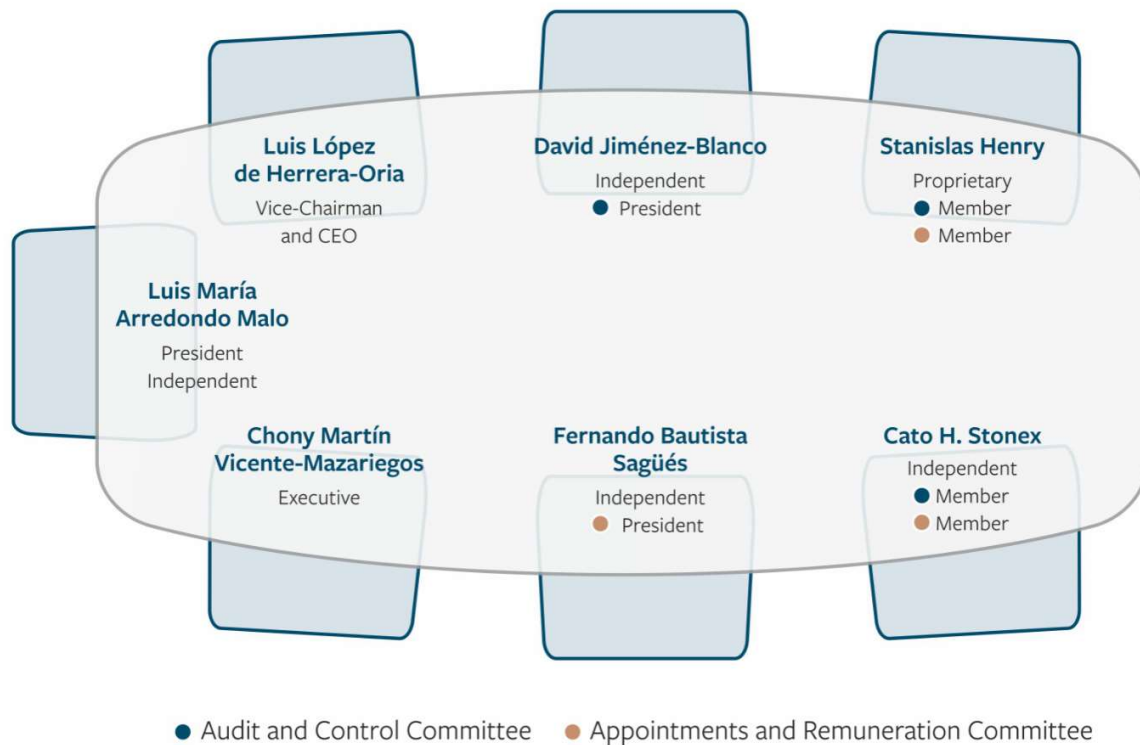 Luis López
de Herrera-Oria
Vice-Chairman
and CEO
David Jiménez-Blanco
Independent
President
Stanislas Henry
Proprietary
Member
Member
Luis María
Arredondo Malo
President
Independent
Chony Martín
Vicente-Mazariegos
Executive
Fernando Bautista
Sagüés
Independent
President
Cato H. Stonex
Independent
Member
Member
Audit and Control Committee
Appointments and Remuneration Committee